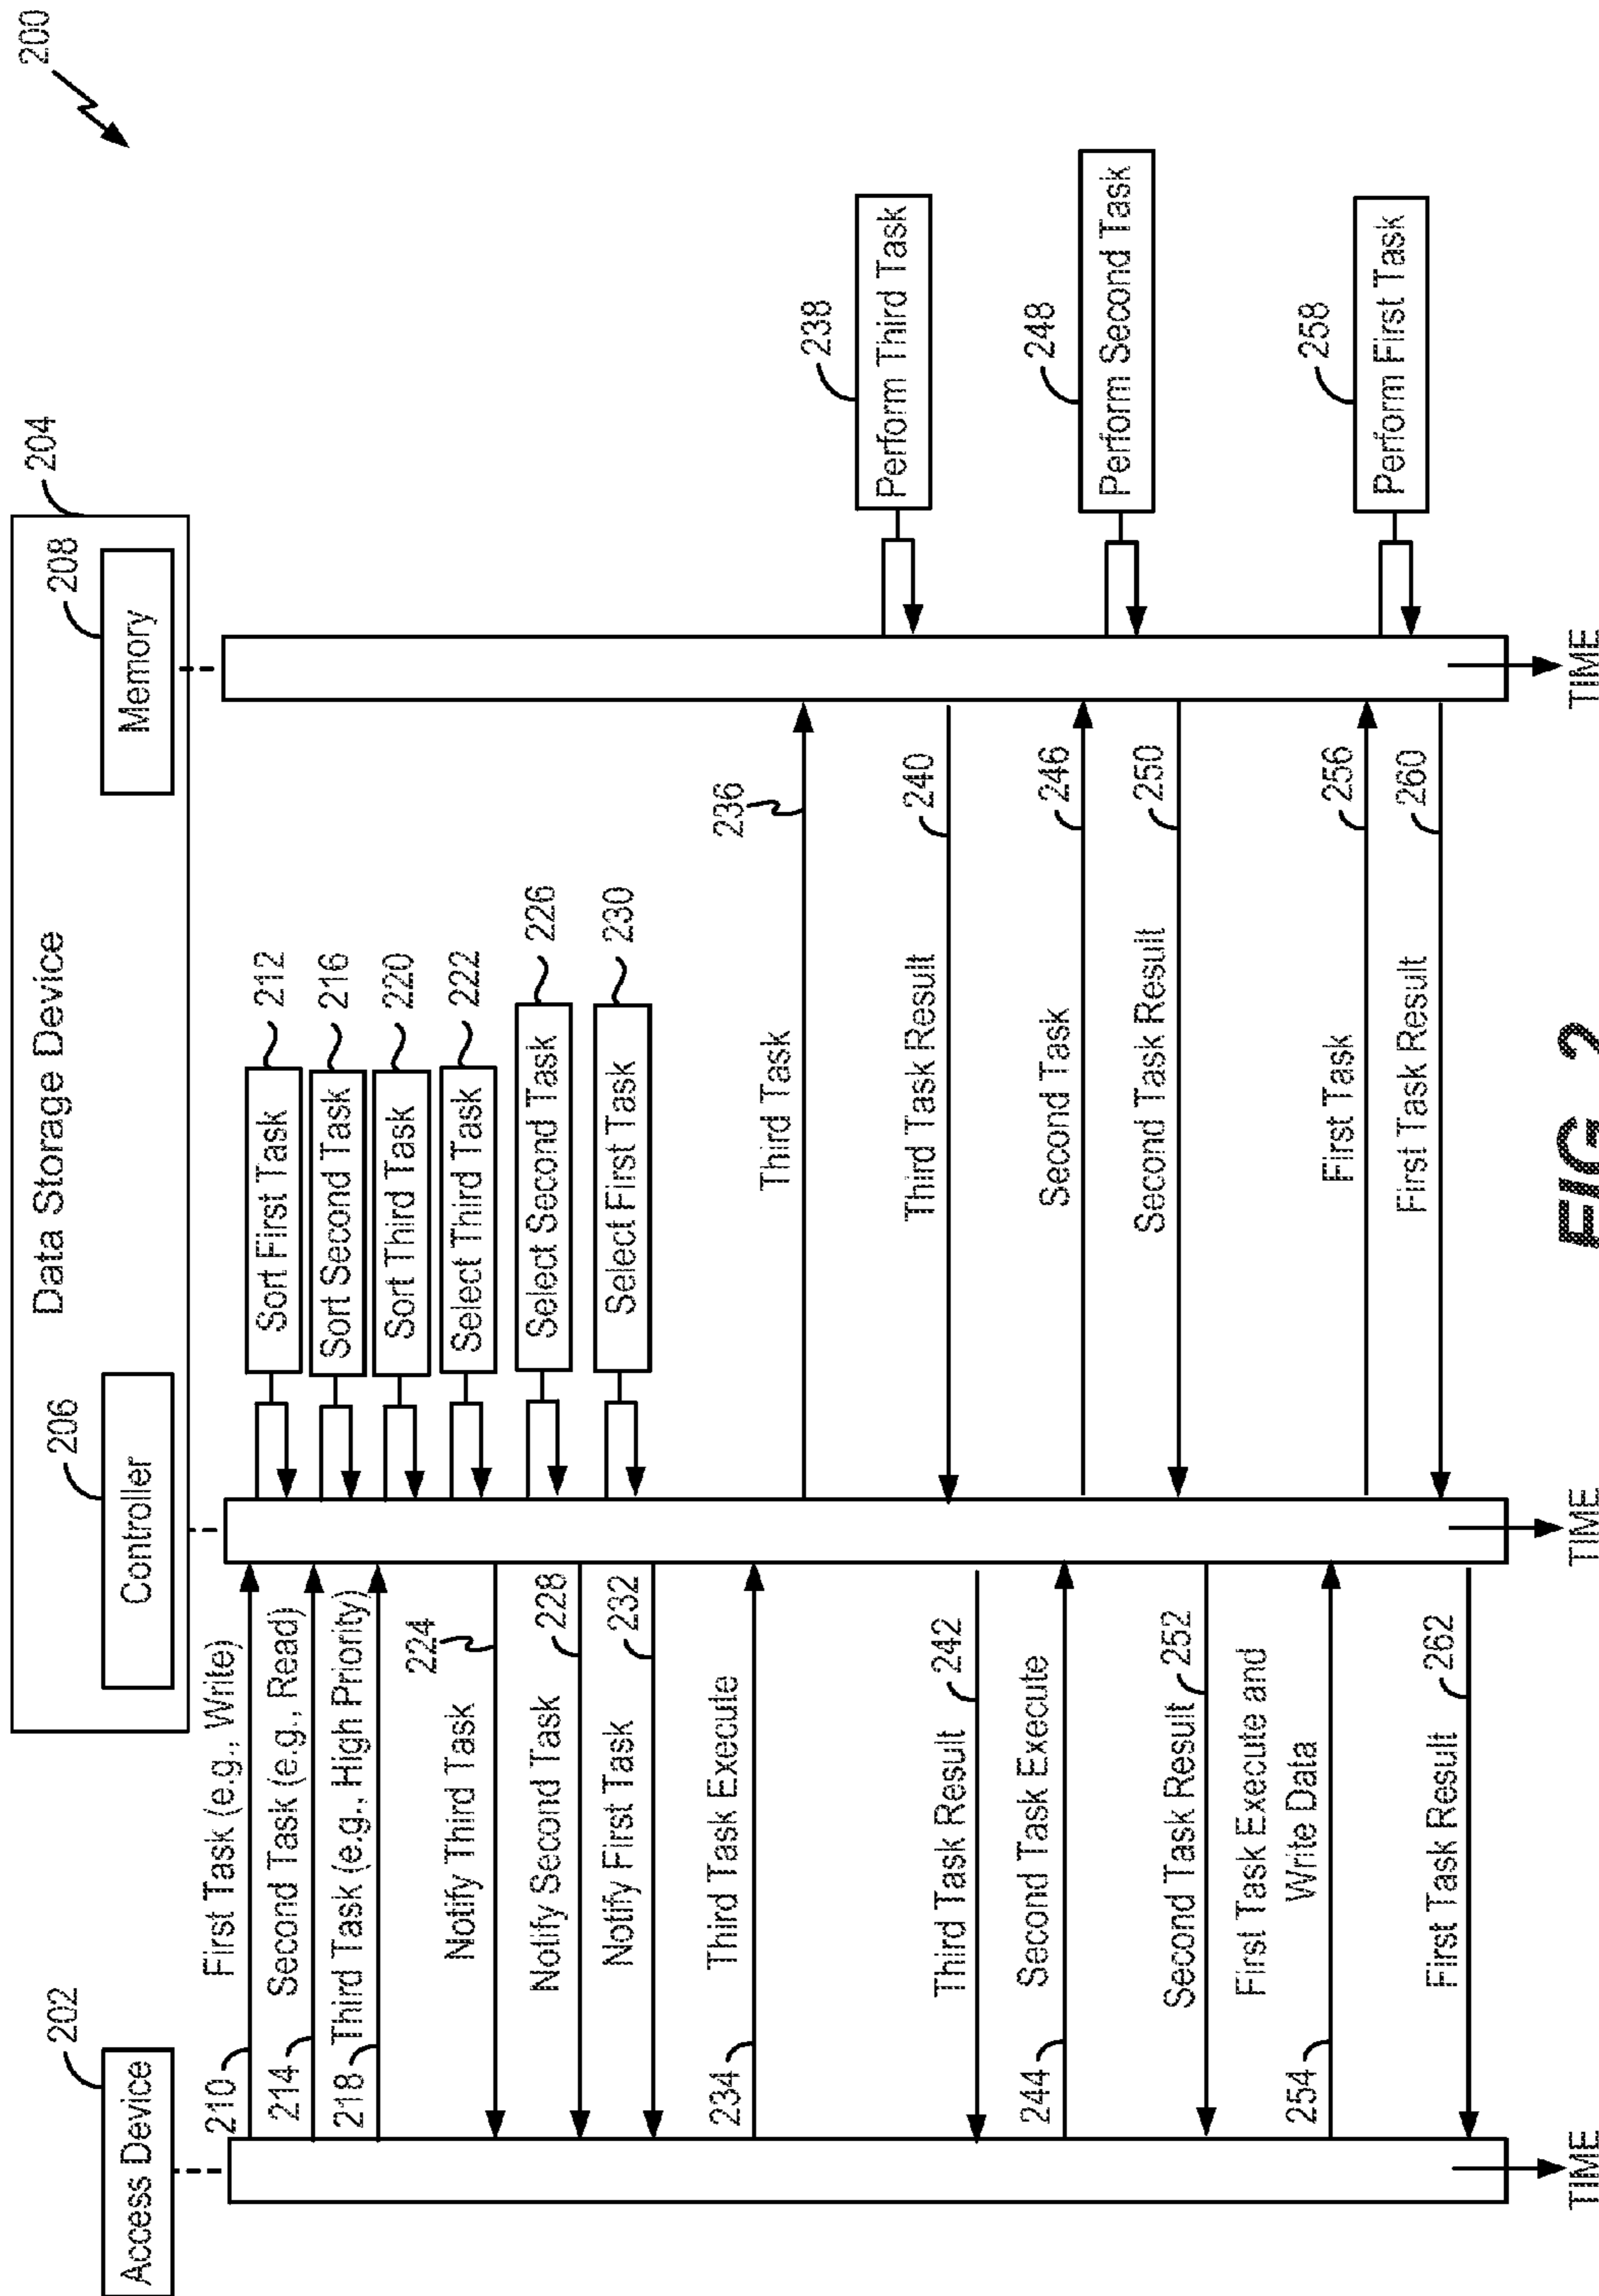 200
Data Storage Device
204
Access Device
202
Controller
206
Memory
208
210
First Task (e.g., Write)
Sort First Task
212
214
Second Task (e.g., Read)
Sort Second Task
216
218
Third Task (e.g., High Priority)
Sort Third Task
220
Select Third Task
222
Notify Third Task
224
Select Second Task
226
Notify Second Task
228
Select First Task
230
Notify First Task
232
234
Third Task Execute
Third Task
236
Perform Third Task
238
Third Task Result
240
Third Task Result
242
244
Second Task Execute
Second Task
246
Perform Second Task
248
Second Task Result
250
Second Task Result
252
254
First Task Execute and
Write Data
First Task
256
Perform First Task
258
First Task Result
260
First Task Result
262
TIME
TIME
TIME
FIG. 2